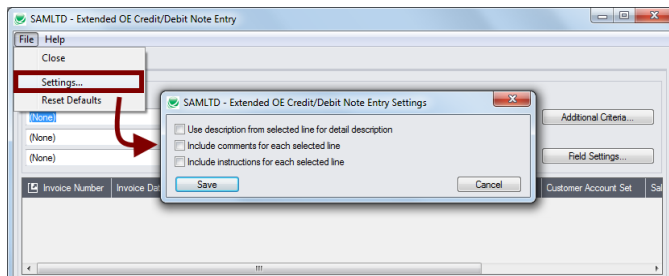 SAMLTD - Extended OE Credit/Debit Note Entry
File Help
Close
Settings...
Reset Defaults
SAMLTD - Extended OE Credit/Debit Note Entry Settings
Use description from selected line for detail description
Include comments for each selected line
Include instructions for each selected line
Save
Cancel
(None)
Additional Criteria...
(None)
(None)
Field Settings...
Invoice Number
Invoice Dat
Customer Account Set
Sal